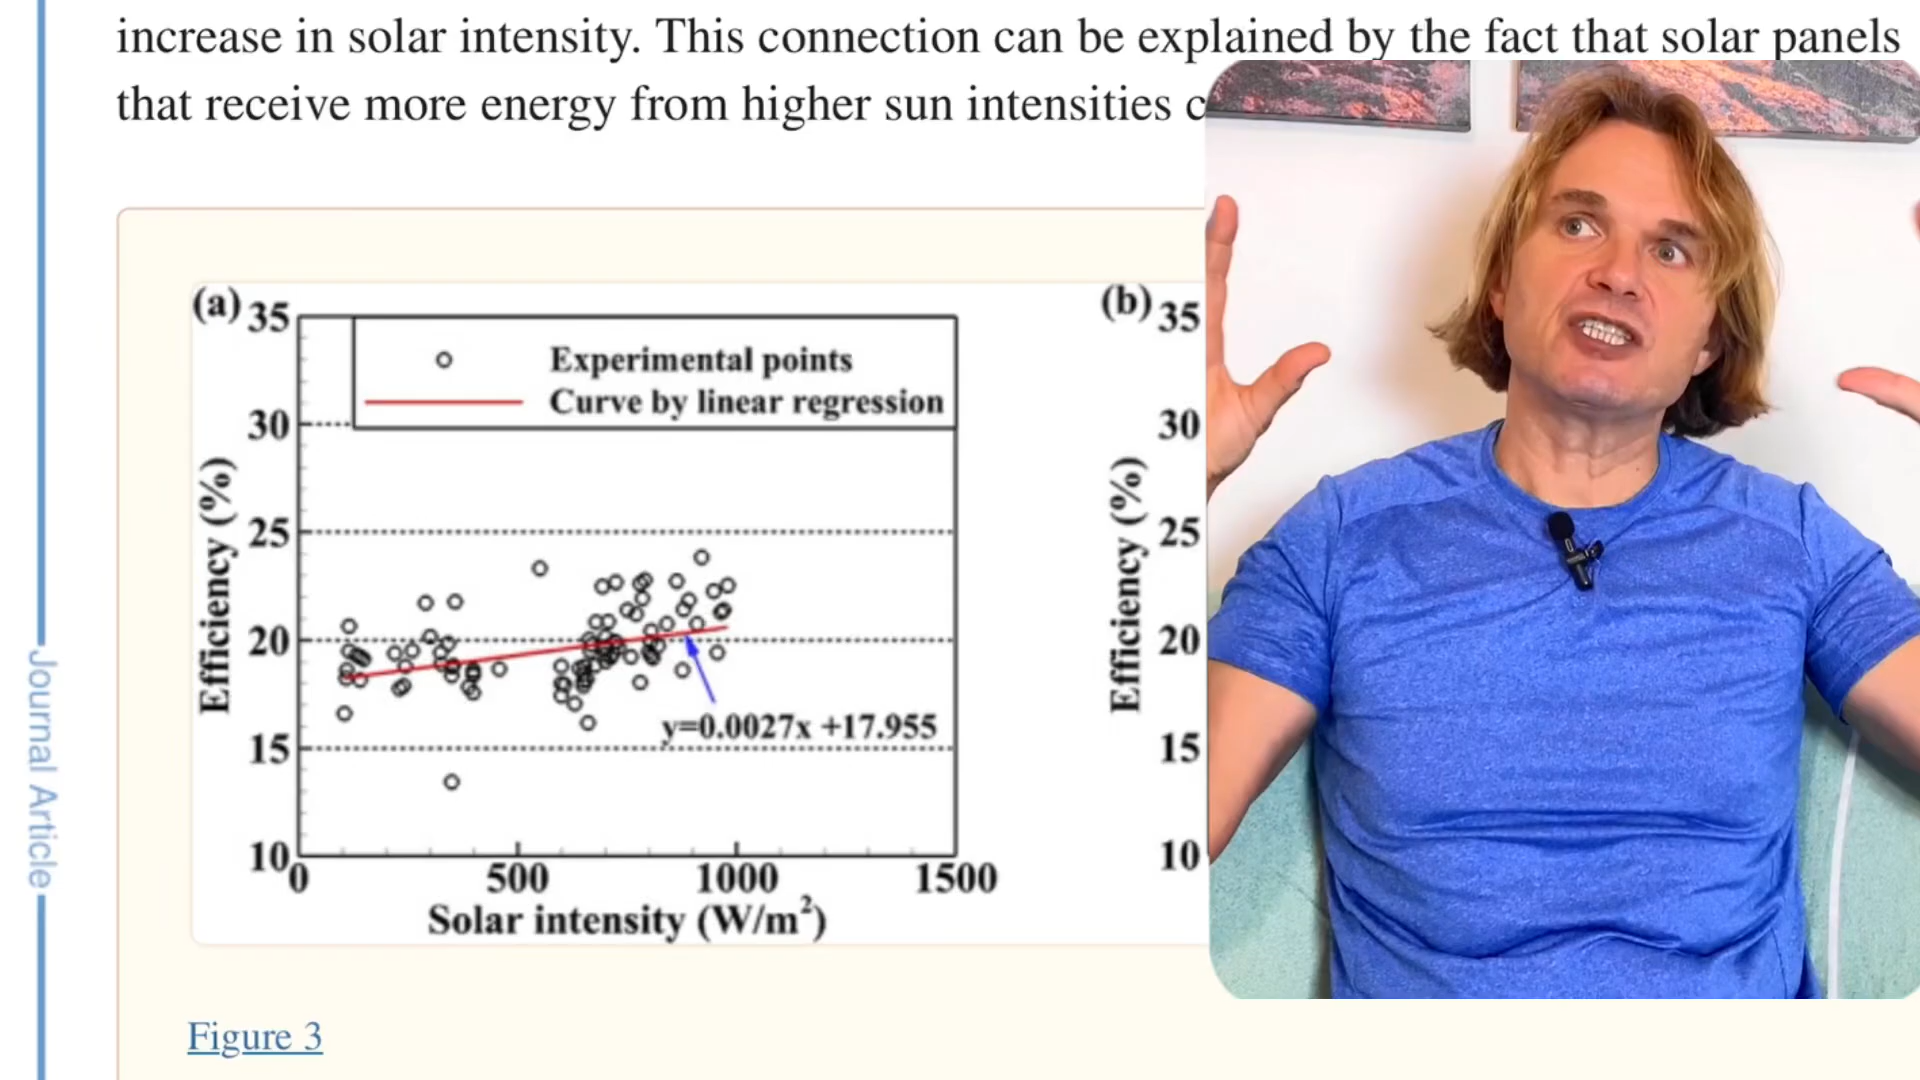 increase in solar intensity. This connection can be explained by the fact that solar panels
that receive more energy from higher sun intensities c
Journal Article
(a)
35
30
25
20
15
10
Efficiency (%)
Experimental points
Curve by linear regression
y=0.0027x +17.955
0 500 1000 1500
Solar intensity (W/m²)
(b)
35
30
25
20
15
10
Efficiency (%)
Figure 3